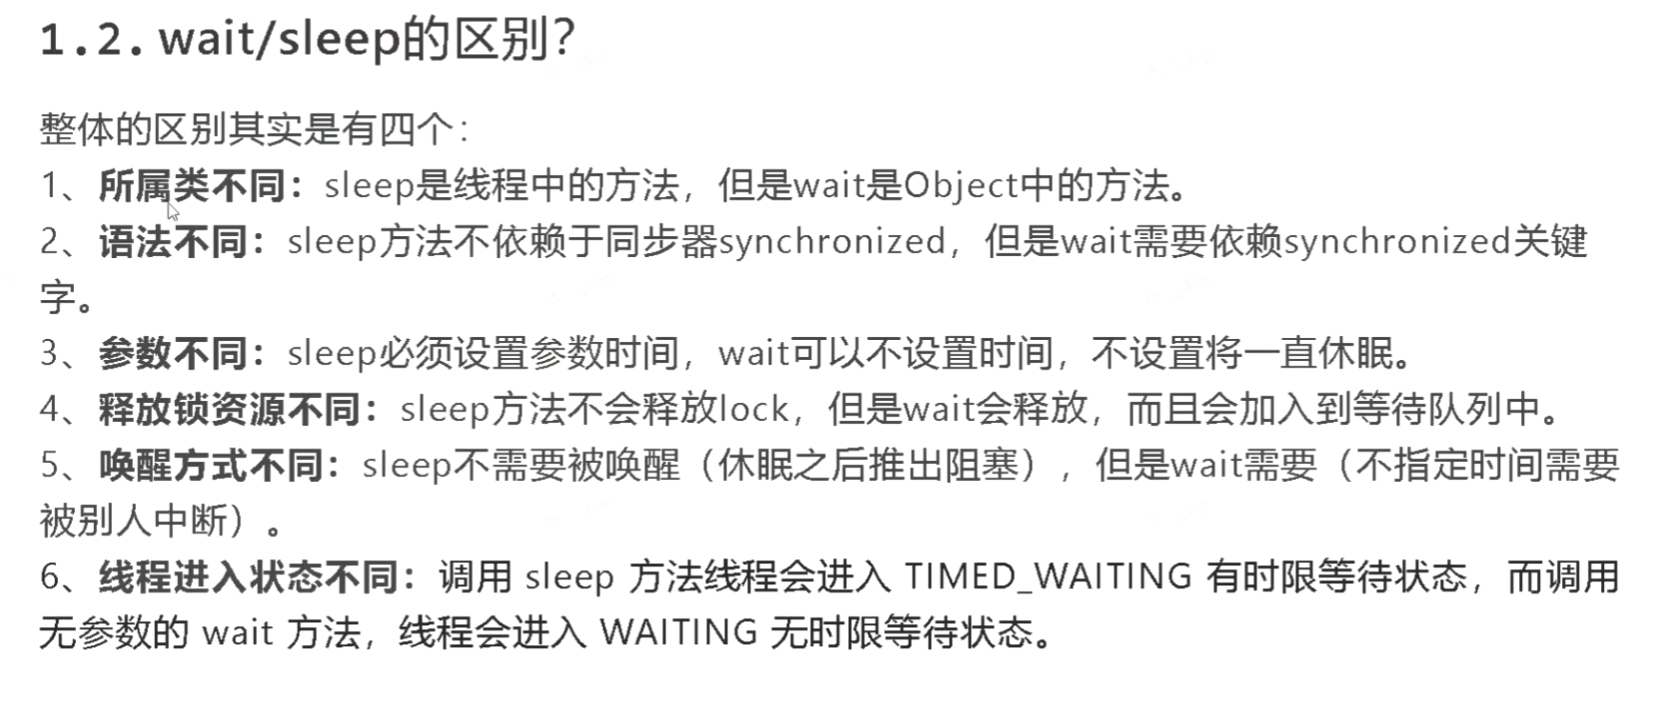 1.2. wait/sleep的区别？
整体的区别其实是有四个：
1、所属类不同：sleep是线程中的方法，但是wait是Object中的方法。
2、语法不同：sleep方法不依赖于同步器synchronized，但是wait需要依赖synchronized关键
字。
3、参数不同：sleep必须设置参数时间，wait可以不设置时间，不设置将一直休眠。
4、释放锁资源不同：sleep方法不会释放lock，但是wait会释放，而且会加入到等待队列中。
5、唤醒方式不同：sleep不需要被唤醒（休眠之后推出阻塞），但是wait需要（不指定时间需要
被别人中断）。
6、线程进入状态不同：调用 sleep 方法线程会进入 TIMED_WAITING 有时限等待状态，而调用
无参数的 wait 方法，线程会进入 WAITING 无时限等待状态。